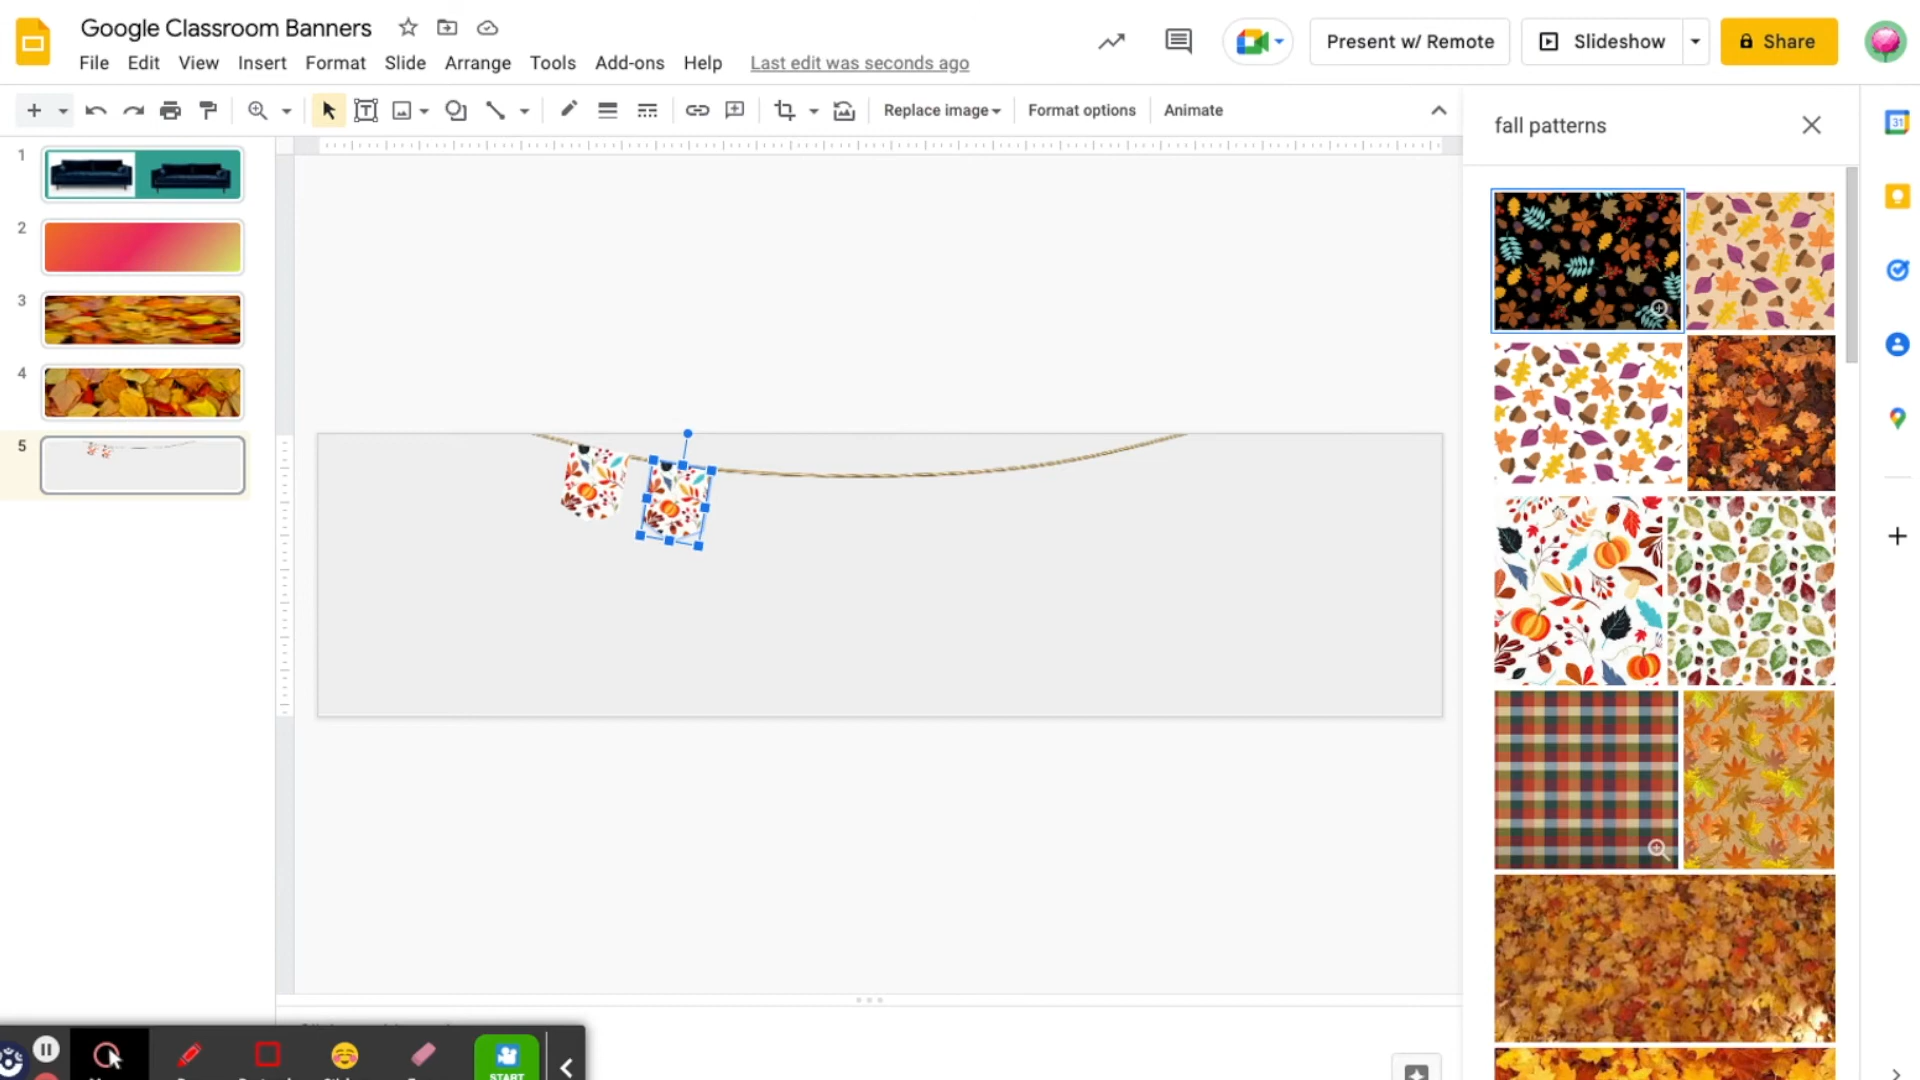 Google Classroom Banners
File Edit View Insert Format Slide Arrange Tools Add-ons Help Last edit was seconds ago
Present w/ Remote
Slideshow
Share
Replace image
Format options
Animate
fall patterns
31
1
2
3
4
5
START